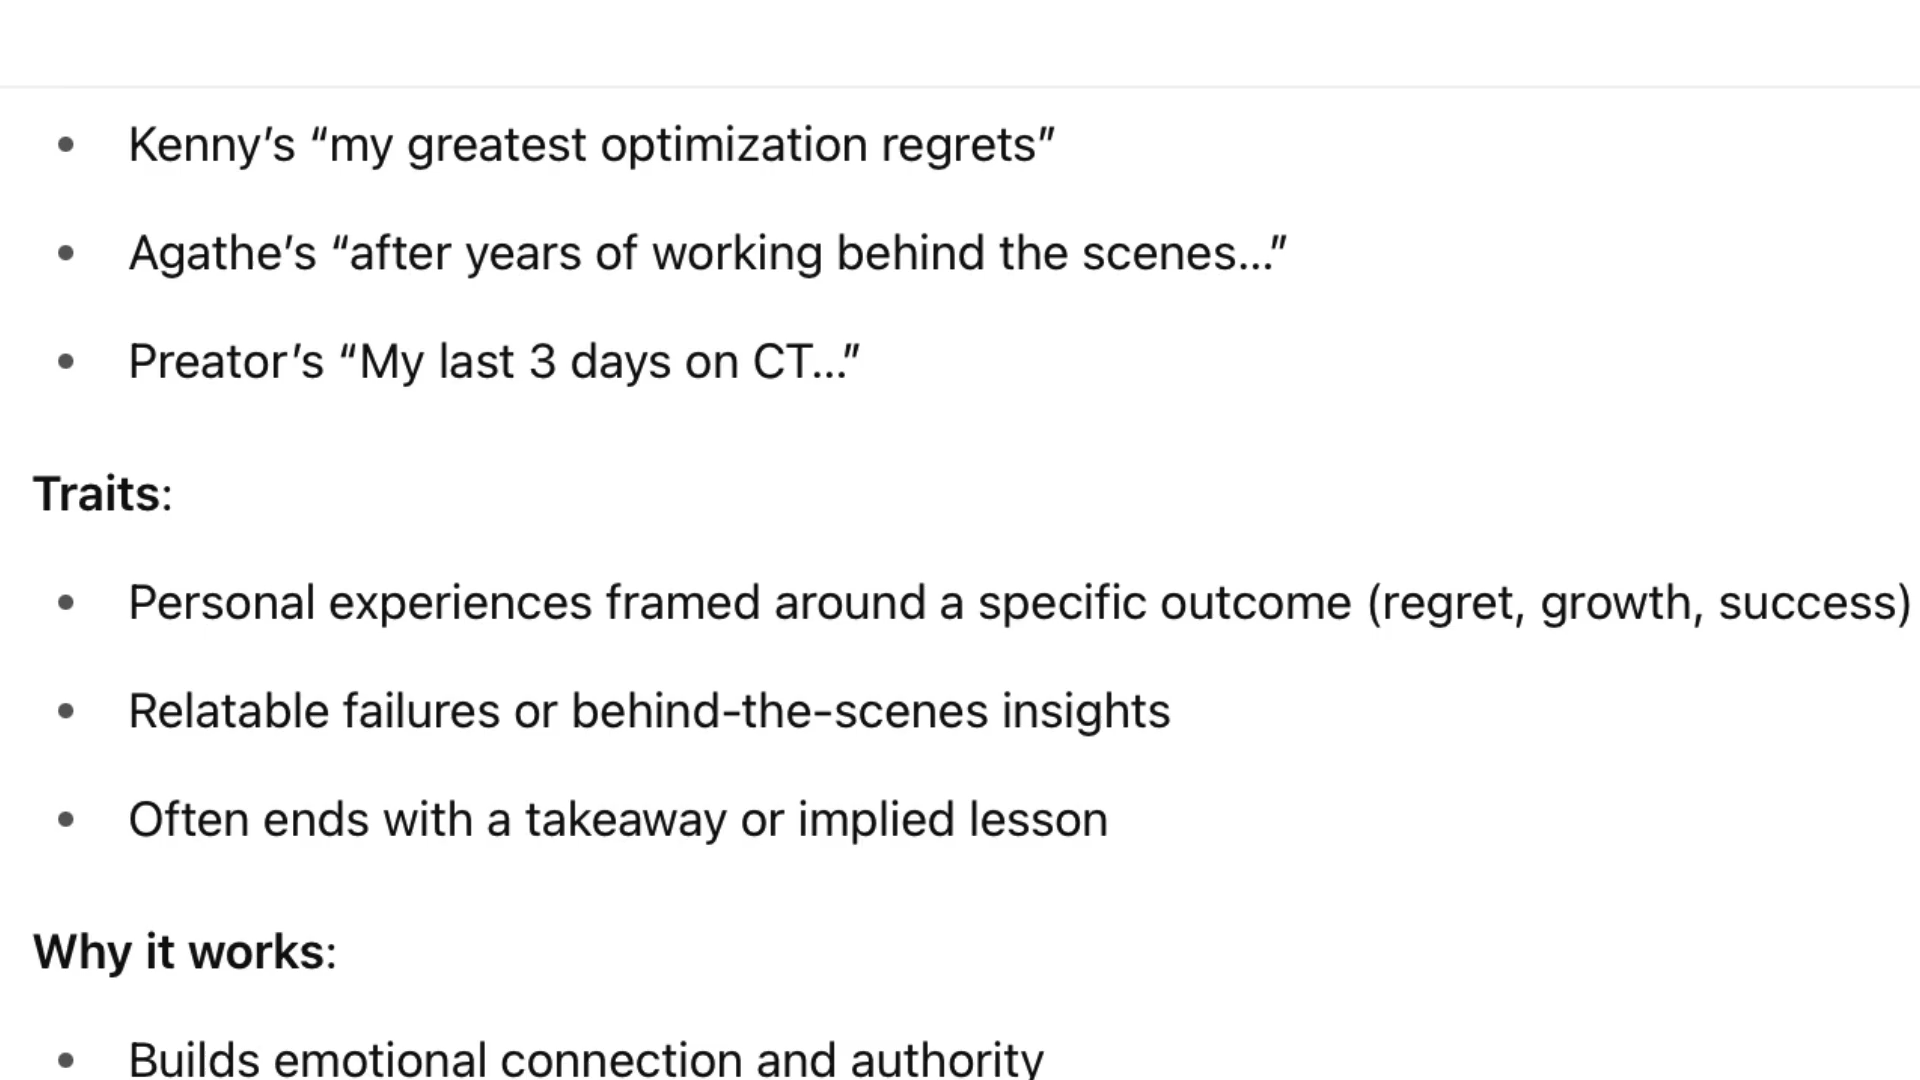 • Kenny’s “my greatest optimization regrets”
• Agathe’s “after years of working behind the scenes…”
• Preator’s “My last 3 days on CT…”
Traits:
• Personal experiences framed around a specific outcome (regret, growth, success)
• Relatable failures or behind-the-scenes insights
• Often ends with a takeaway or implied lesson
Why it works:
• Builds emotional connection and authority